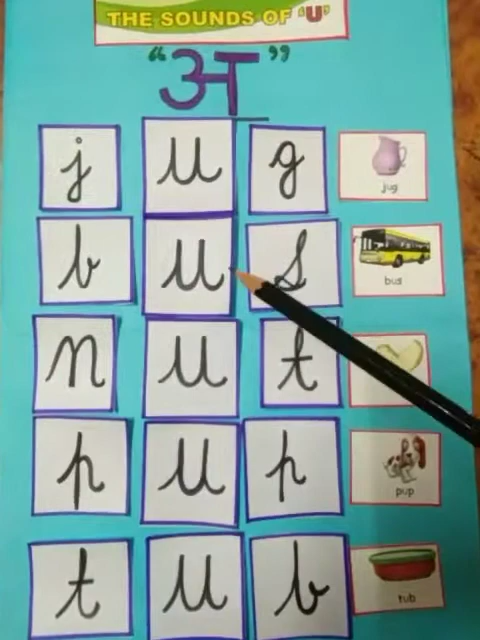 THE SOUNDS OF 'U'
"अ"
j u g jug
b u s bus
n u t
p u p pup
t u b tub